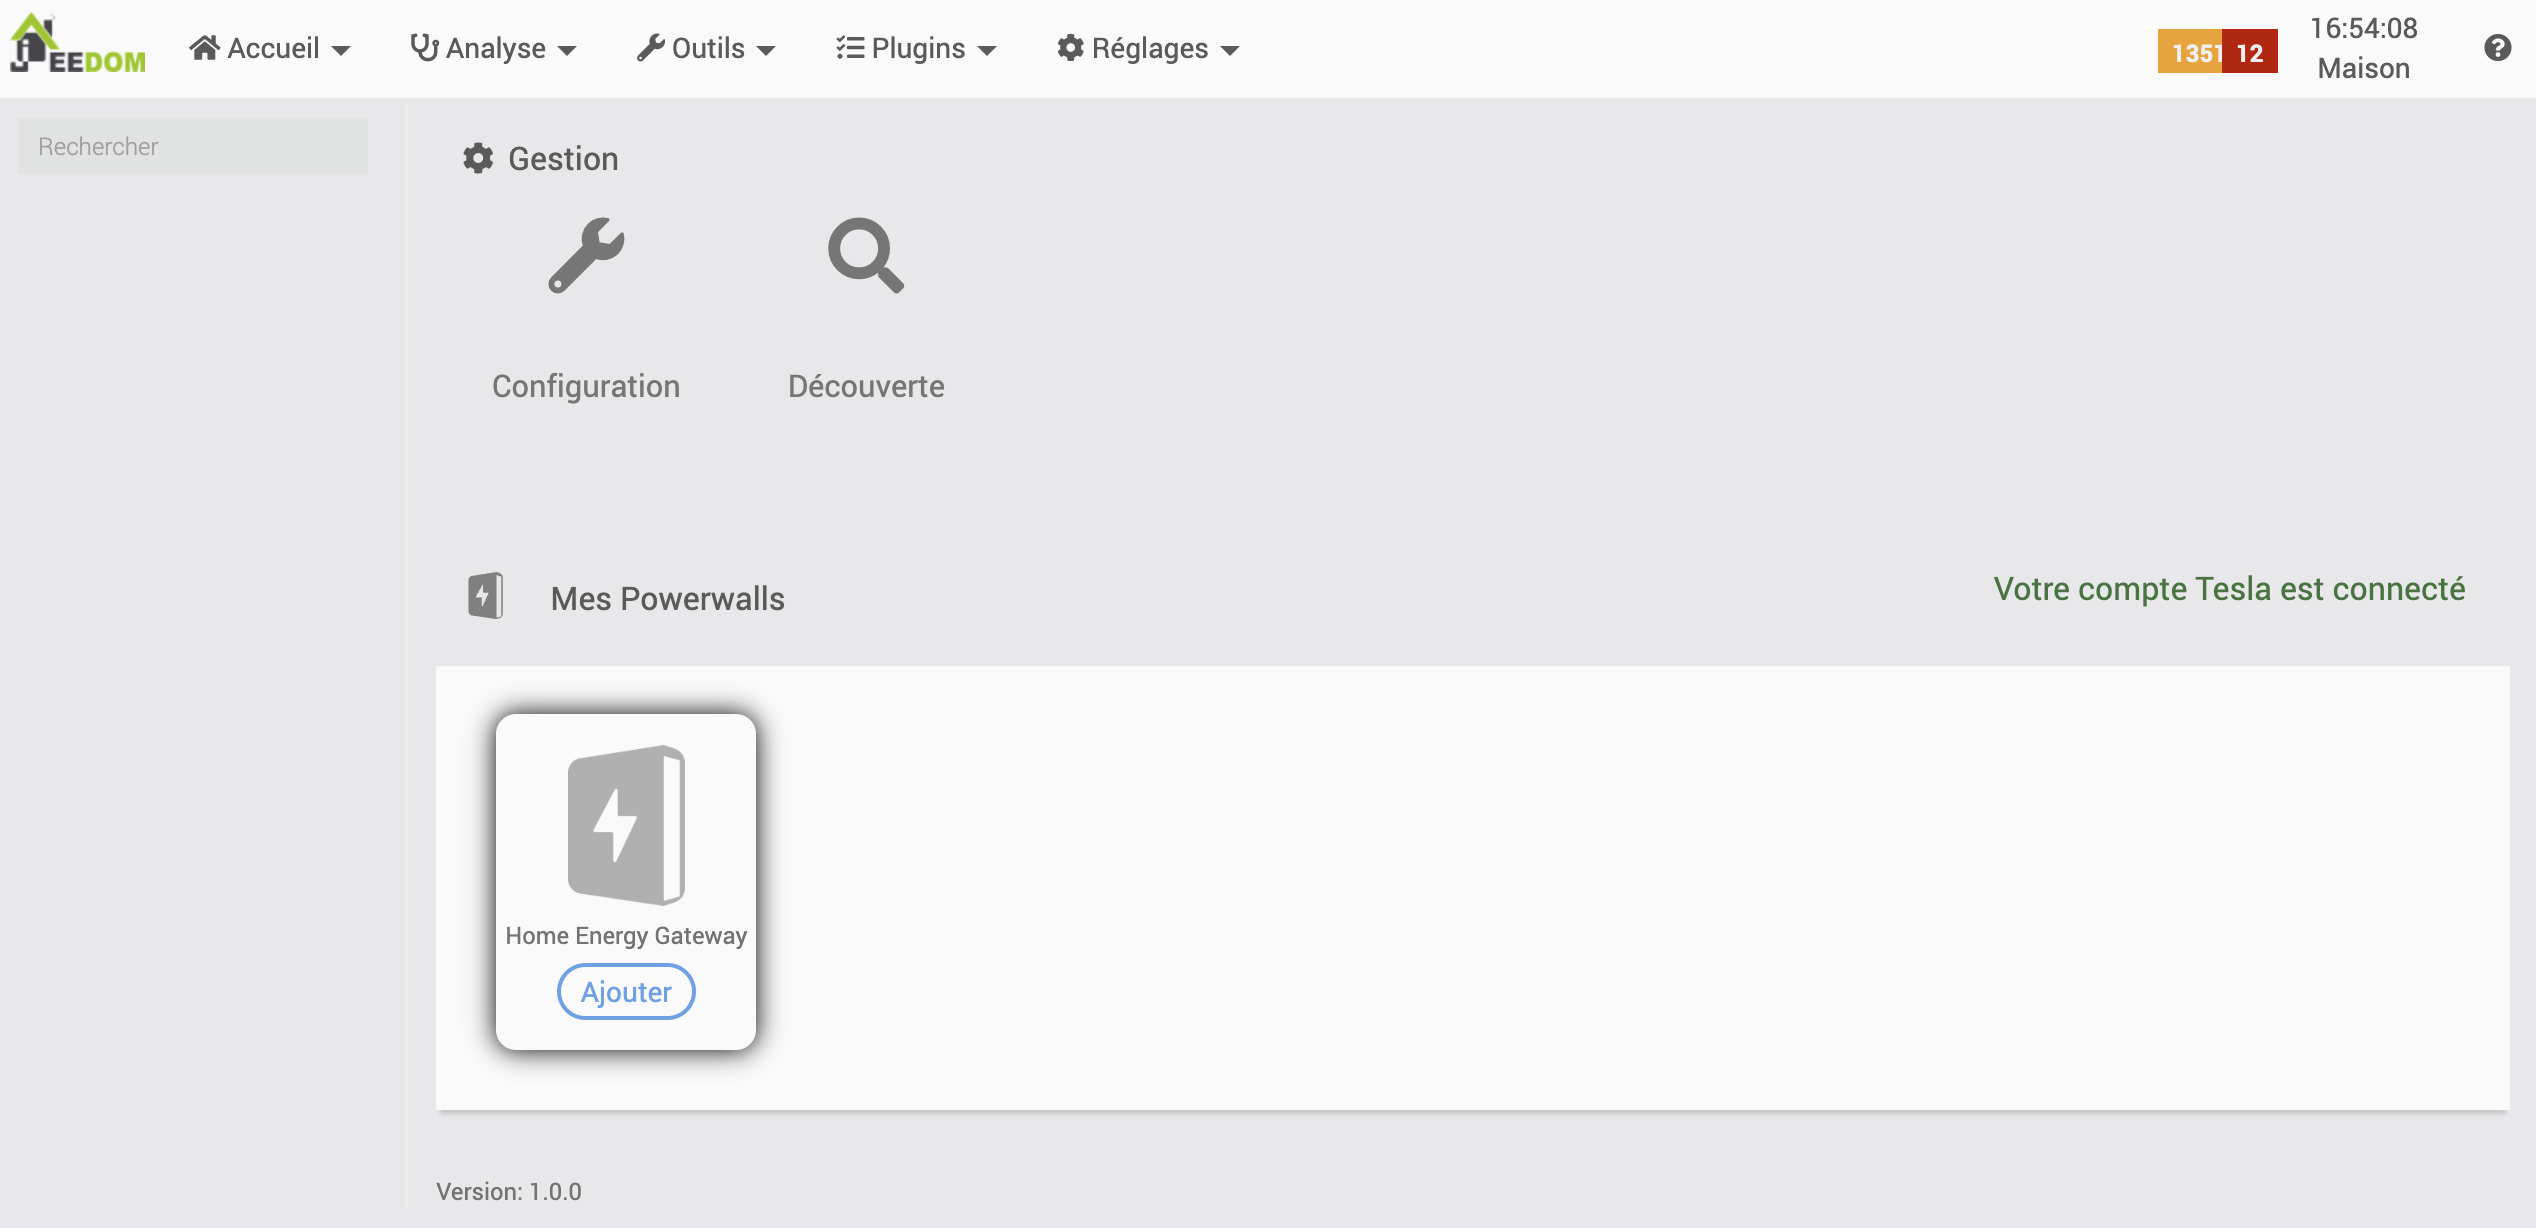 JEEDOM
Accueil
Analyse
Outils
Plugins
Réglages
1351
12
16:54:08
Maison
Rechercher
Gestion
Configuration
Découverte
Mes Powerwalls
Votre compte Tesla est connecté
Home Energy Gateway
Ajouter
Version: 1.0.0